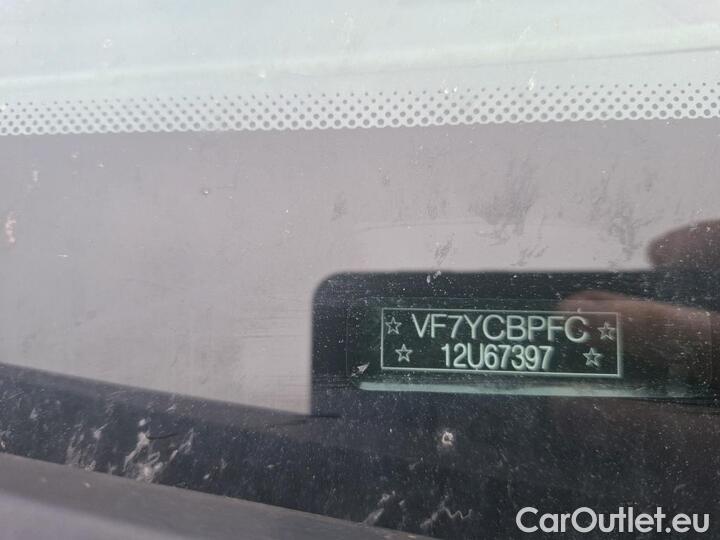 ☆ VF7YCBPFC ☆
☆ 12U67397 ☆
CarOutlet.eu